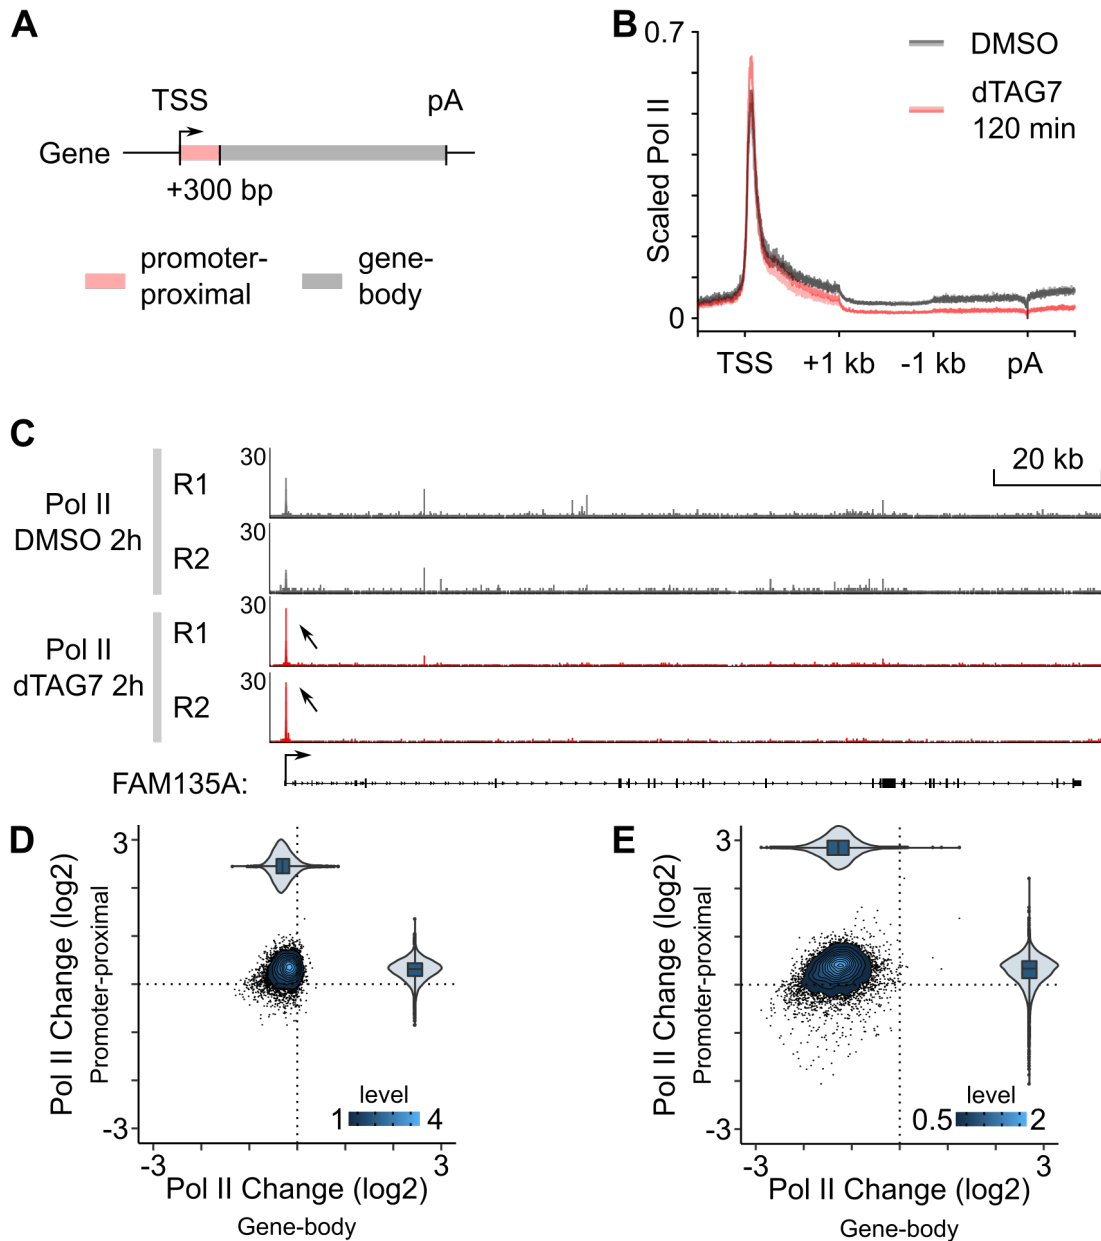 A
TSS pA
Gene
+300 bp
promoter-
proximal
gene-
body
B
0.7
Scaled Pol II
0
DMSO
dTAG7
120 min
TSS +1 kb -1 kb pA
C
20 kb
Pol II
DMSO 2h
R1
30
R2
30
Pol II
dTAG7 2h
R1
30
R2
30
FAM135A:
D
3
Pol II Change (log2)
Promoter-proximal
-3
level
1 4
-3 3
Pol II Change (log2)
Gene-body
E
3
Pol II Change (log2)
Promoter-proximal
-3
level
0.5 2
-3 3
Pol II Change (log2)
Gene-body